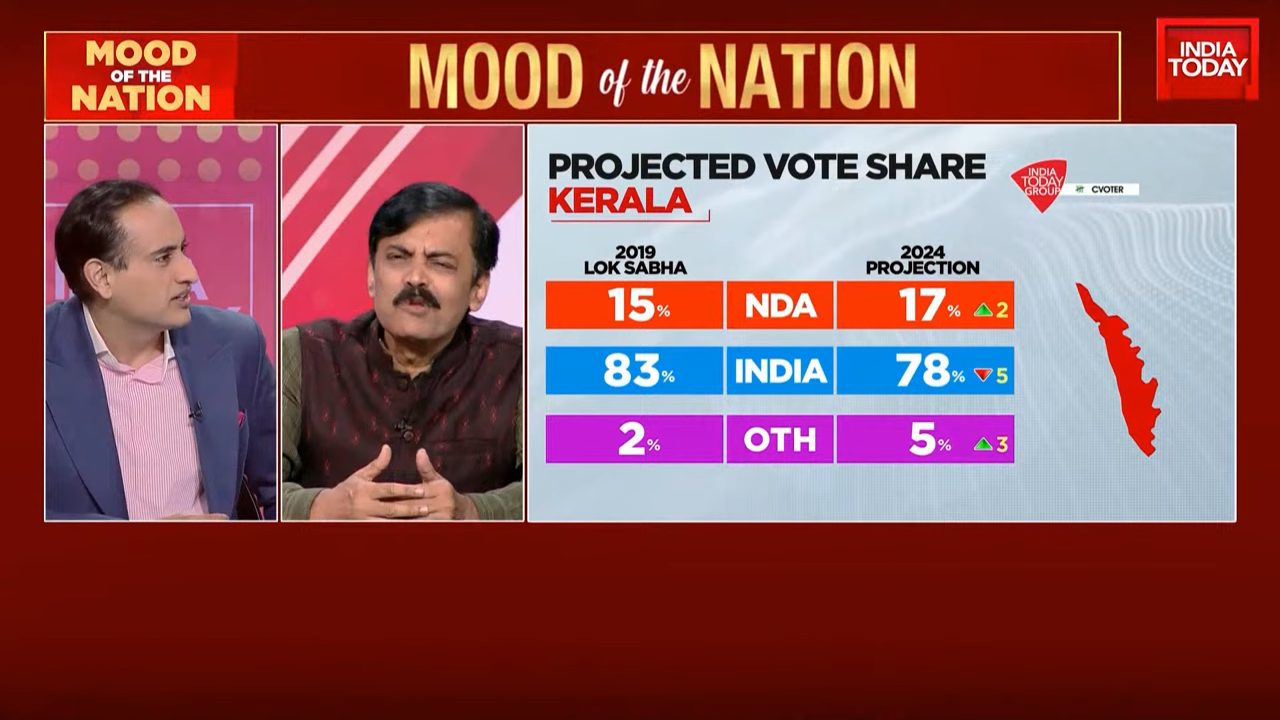 MOOD
OF THE
NATION
MOOD of the NATION
INDIA
TODAY
PROJECTED VOTE SHARE
KERALA
INDIA
TODAY
GROUP
CVOTER
2019
LOK SABHA
2024
PROJECTION
15% NDA 17% 2
83% INDIA 78% 5
2% OTH 5% 3